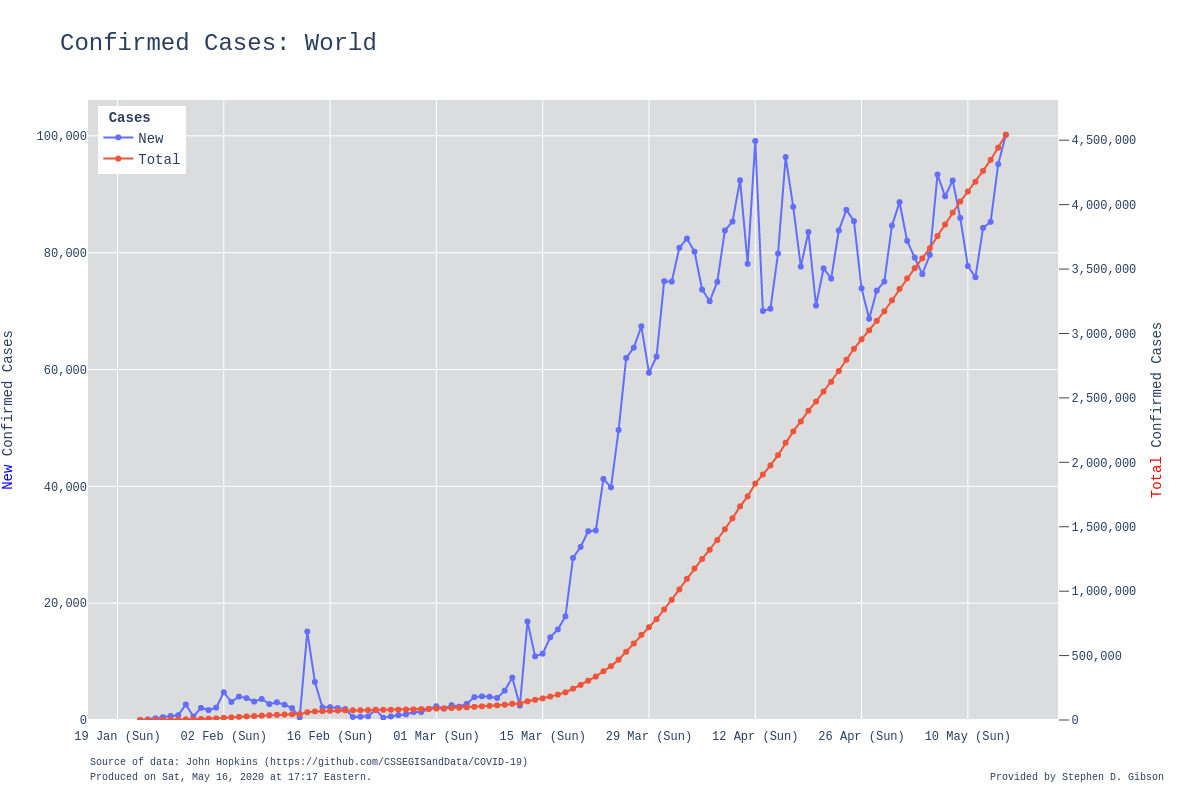 Confirmed Cases: World
Cases
New
Total
100,000
80,000
60,000
40,000
20,000
0
New Confirmed Cases
4,500,000
4,000,000
3,500,000
3,000,000
2,500,000
2,000,000
1,500,000
1,000,000
500,000
0
Total Confirmed Cases
19 Jan (Sun) 02 Feb (Sun) 16 Feb (Sun) 01 Mar (Sun) 15 Mar (Sun) 29 Mar (Sun) 12 Apr (Sun) 26 Apr (Sun) 10 May (Sun)
Source of data: John Hopkins (https://github.com/CSSEGISandData/COVID-19)
Produced on Sat, May 16, 2020 at 17:17 Eastern.
Provided by Stephen D. Gibson